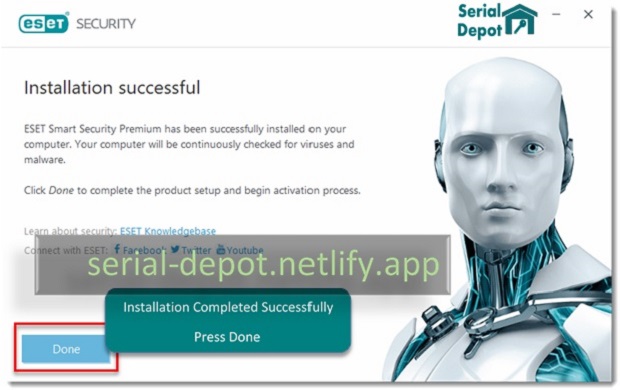 eset SECURITY
Serial
Depot
Installation successful
ESET Smart Security Premium has been successfully installed on your
computer. Your computer will be continuously checked for viruses and
malware.
Click Done to complete the product setup and begin activation process.
Learn about security: ESET Knowledgebase
Connect with ESET: Facebook Twitter Youtube
serial-depot.netlify.app
Installation Completed Successfully
Press Done
Done